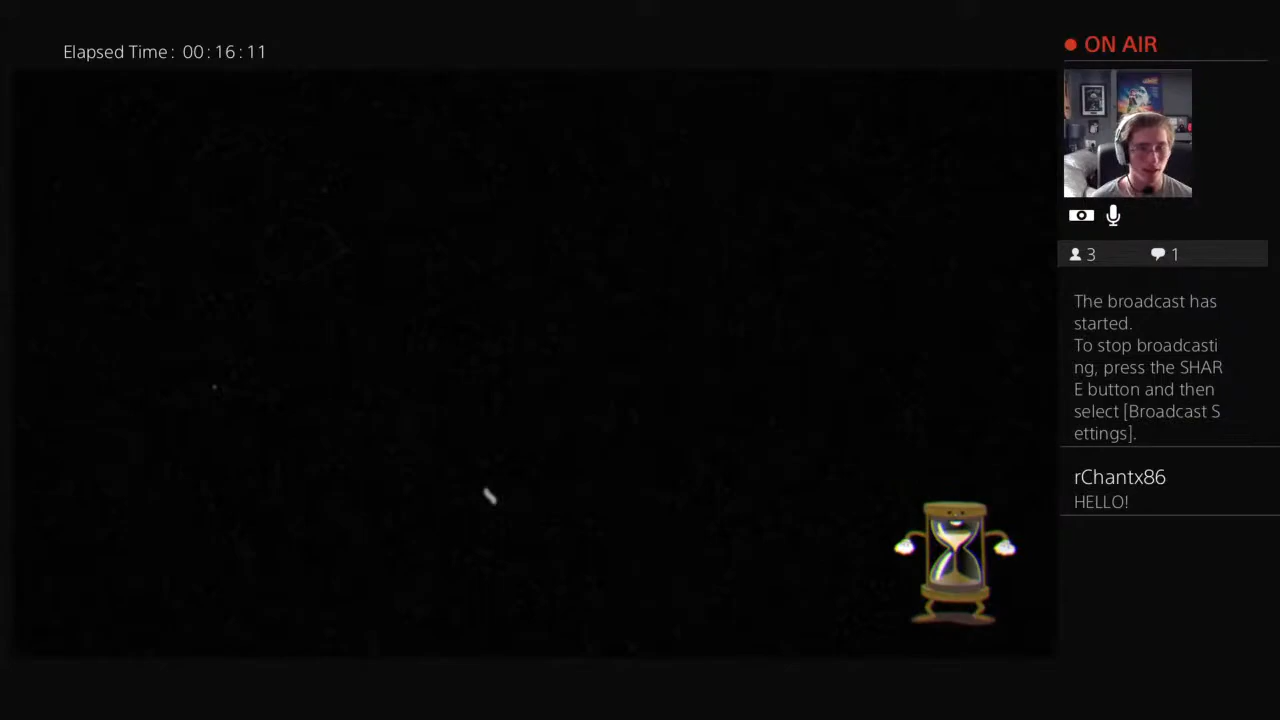 Elapsed Time: 00:16:11
ON AIR
3 1
The broadcast has
started.
To stop broadcasti
ng, press the SHAR
E button and then
select [Broadcast S
ettings].
rChantx86
HELLO!